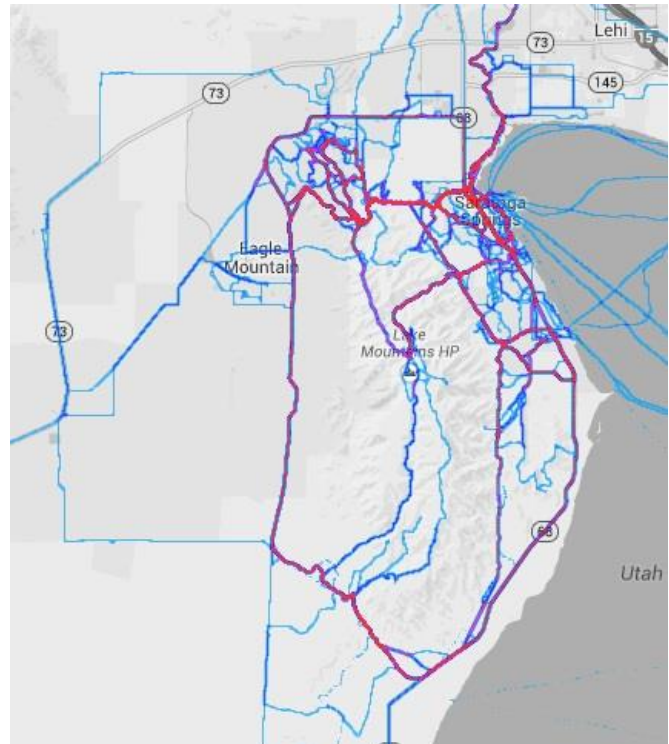 Lehi
73
15
145
73
68
Saratoga
Springs
Eagle
Mountain
73
Lake
Mountains HP
68
Utah